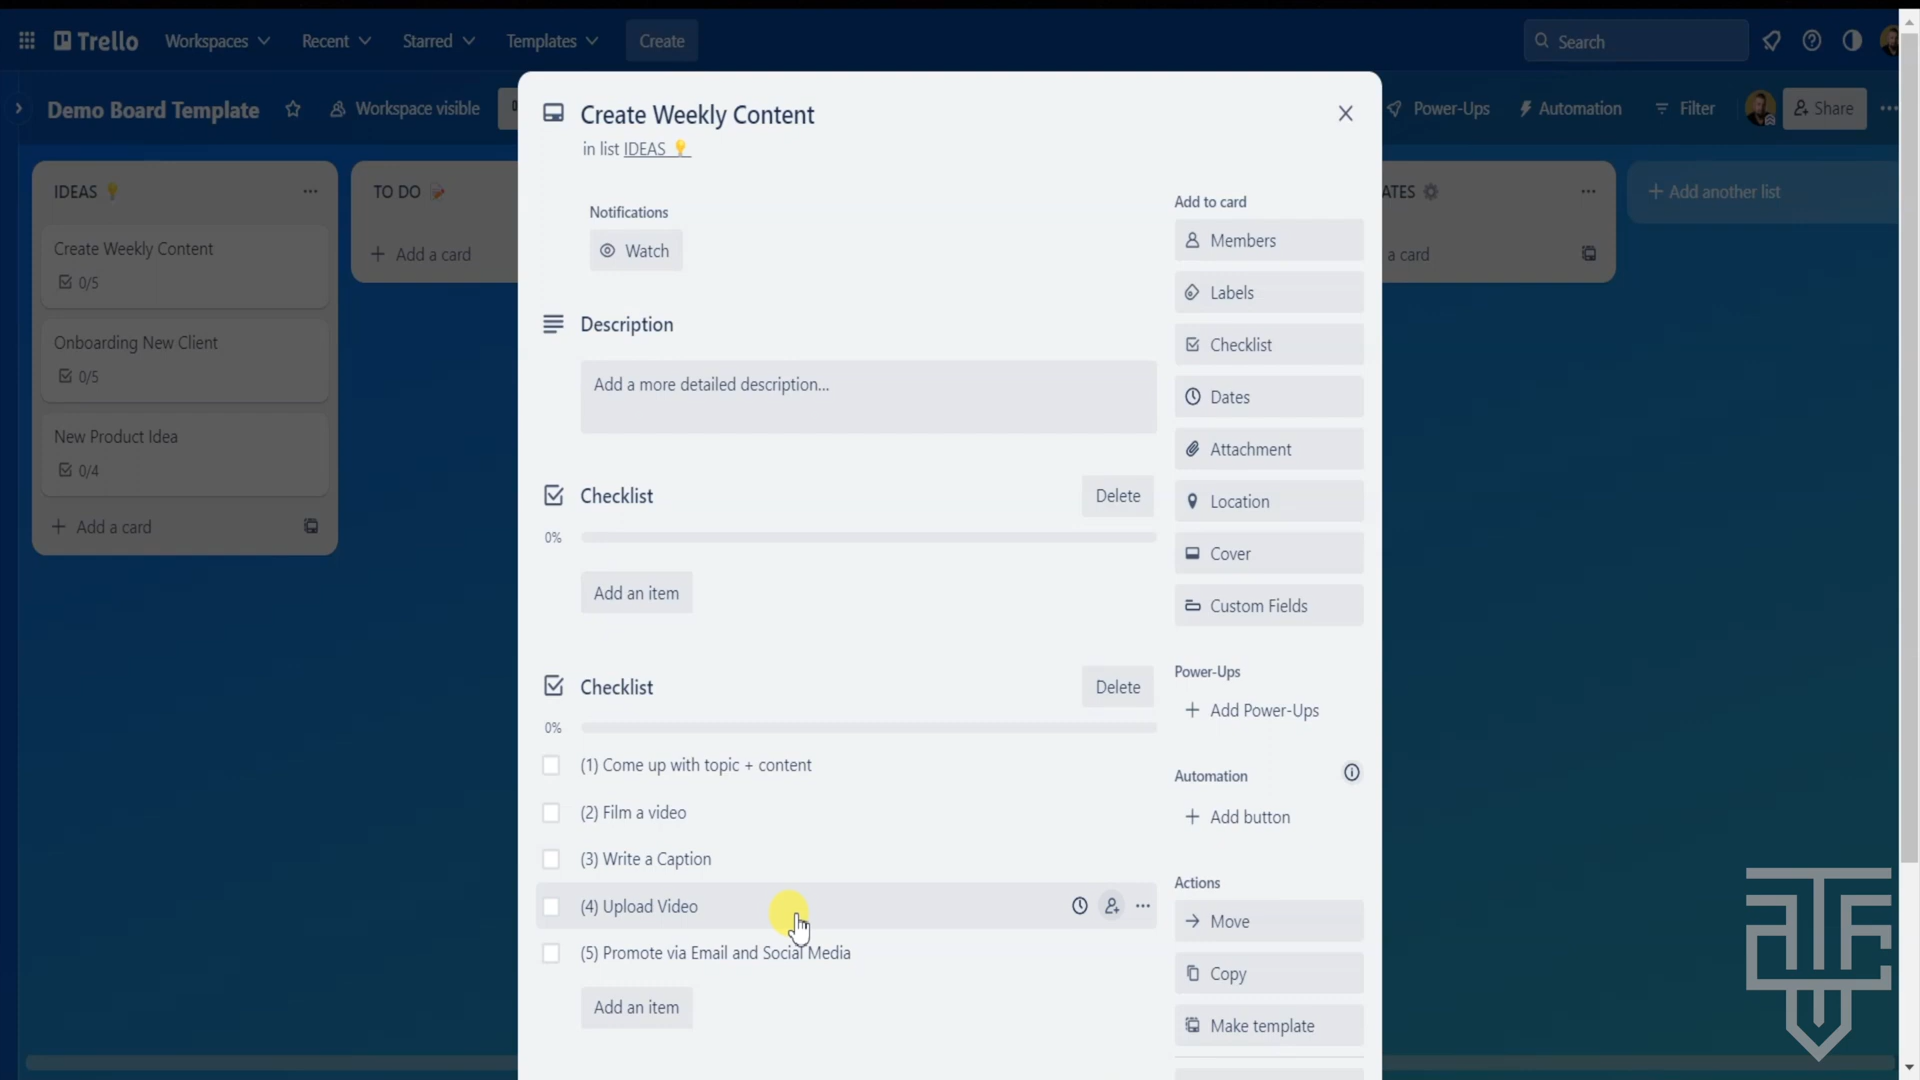 Trello Workspaces Recent Starred Templates Create Search
Demo Board Template Workspace visible Power-Ups Automation Filter Share
IDEAS 💡
Create Weekly Content
0/5
Onboarding New Client
0/5
New Product Idea
0/4
+ Add a card
TO DO 📝
+ Add a card
Create Weekly Content
in list IDEAS 💡
Notifications
Watch
Description
Add a more detailed description...
Checklist
Delete
0%
Add an item
Checklist
Delete
0%
(1) Come up with topic + content
(2) Film a video
(3) Write a Caption
(4) Upload Video
(5) Promote via Email and Social Media
Add an item
Add to card
Members
Labels
Checklist
Dates
Attachment
Location
Cover
Custom Fields
Power-Ups
+ Add Power-Ups
Automation
+ Add button
Actions
Move
Copy
Make template
ATES ⚙️
a card
+ Add another list